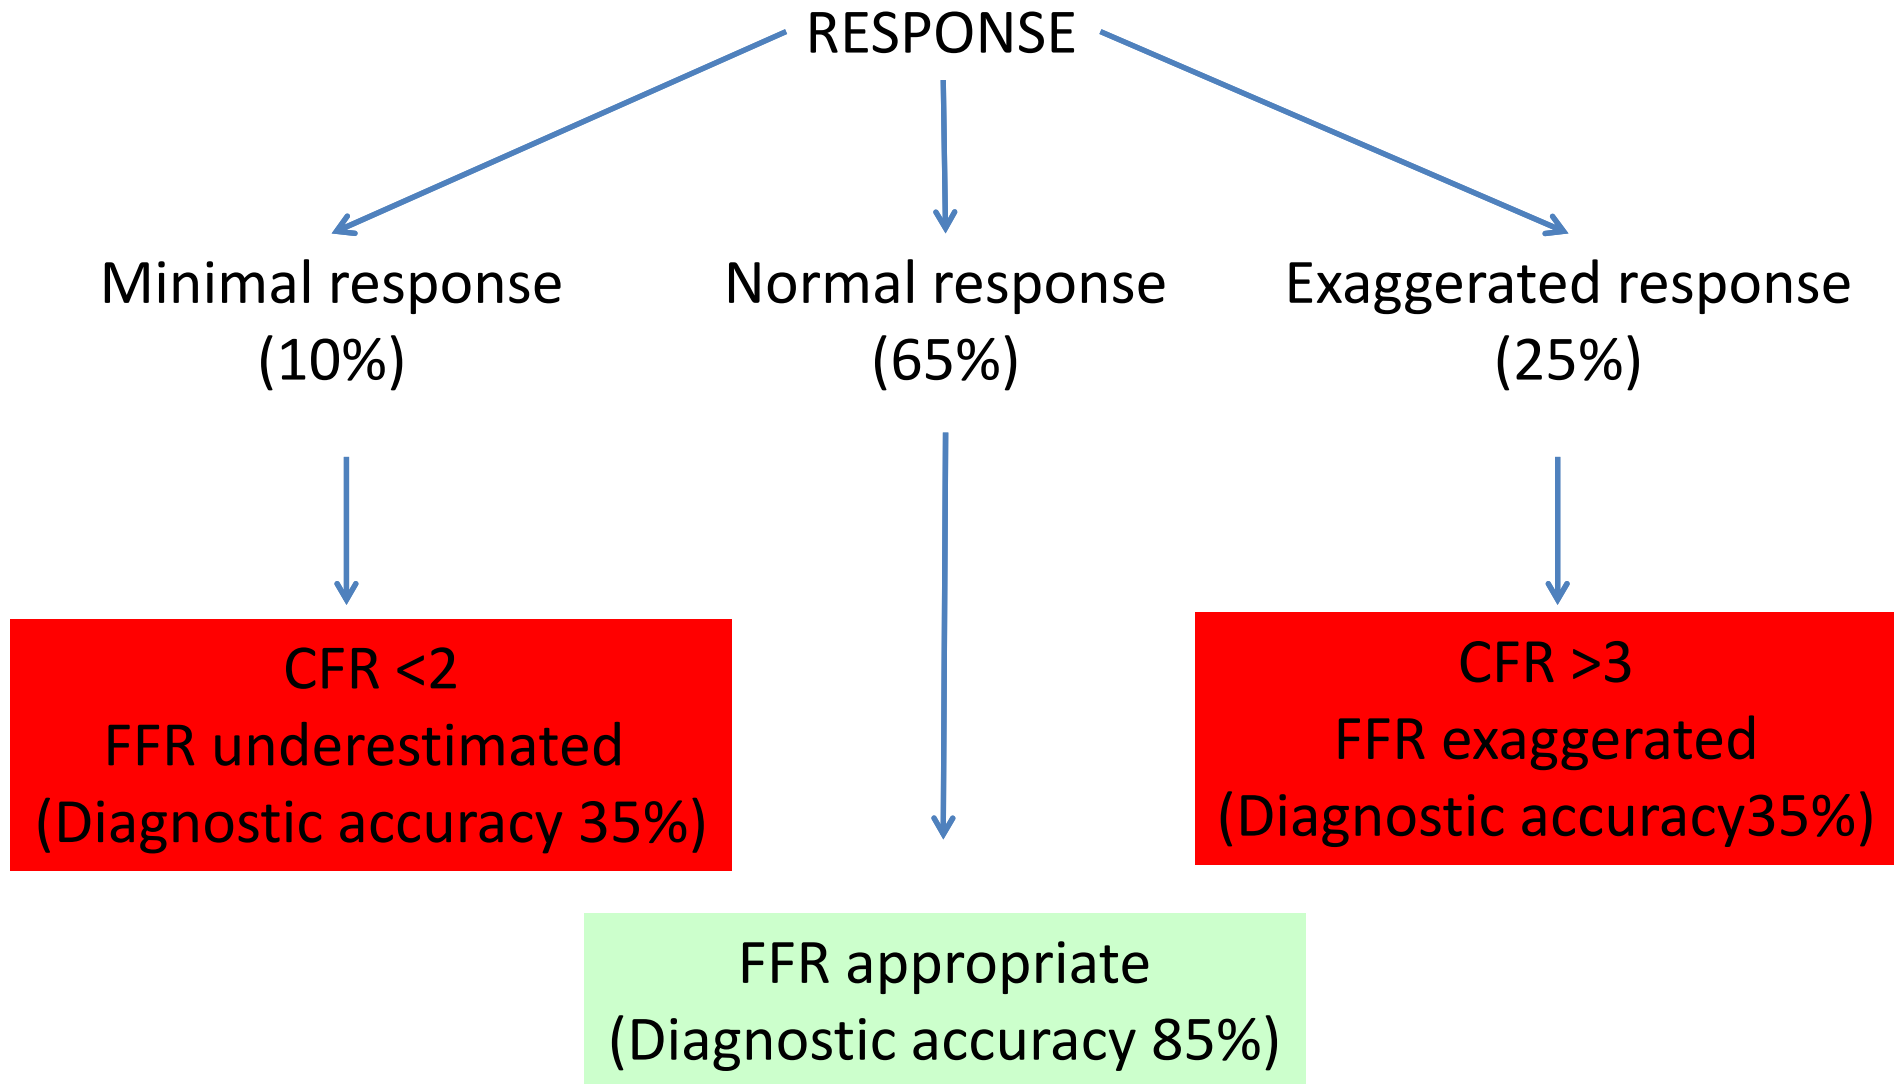 RESPONSE
Minimal response
(10%)
Normal response
(65%)
Exaggerated response
(25%)
CFR <2
FFR underestimated
(Diagnostic accuracy 35%)
CFR >3
FFR exaggerated
(Diagnostic accuracy35%)
FFR appropriate
(Diagnostic accuracy 85%)